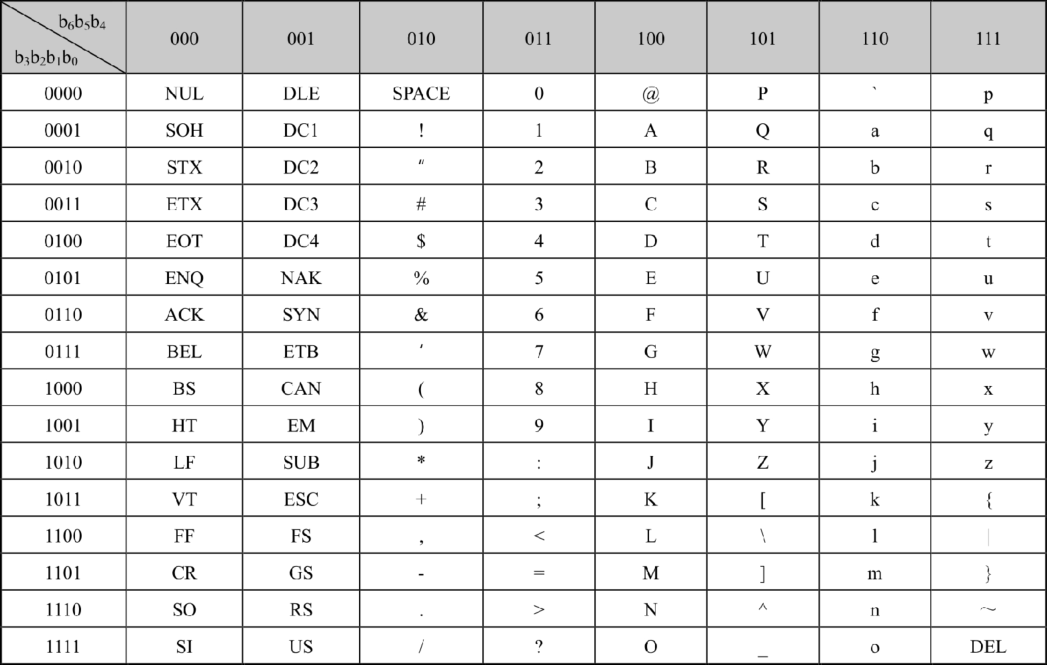 b₆b₅b₄
b₃b₂b₁b₀ 000 001 010 011 100 101 110 111
0000 NUL DLE SPACE 0 @ P ` p
0001 SOH DC1 ! 1 A Q a q
0010 STX DC2 " 2 B R b r
0011 ETX DC3 # 3 C S c s
0100 EOT DC4 $ 4 D T d t
0101 ENQ NAK % 5 E U e u
0110 ACK SYN & 6 F V f v
0111 BEL ETB ′ 7 G W g w
1000 BS CAN ( 8 H X h x
1001 HT EM ) 9 I Y i y
1010 LF SUB * : J Z j z
1011 VT ESC + ; K [ k {
1100 FF FS , < L \ l |
1101 CR GS - = M ] m }
1110 SO RS . > N ^ n ~
1111 SI US / ? O _ o DEL